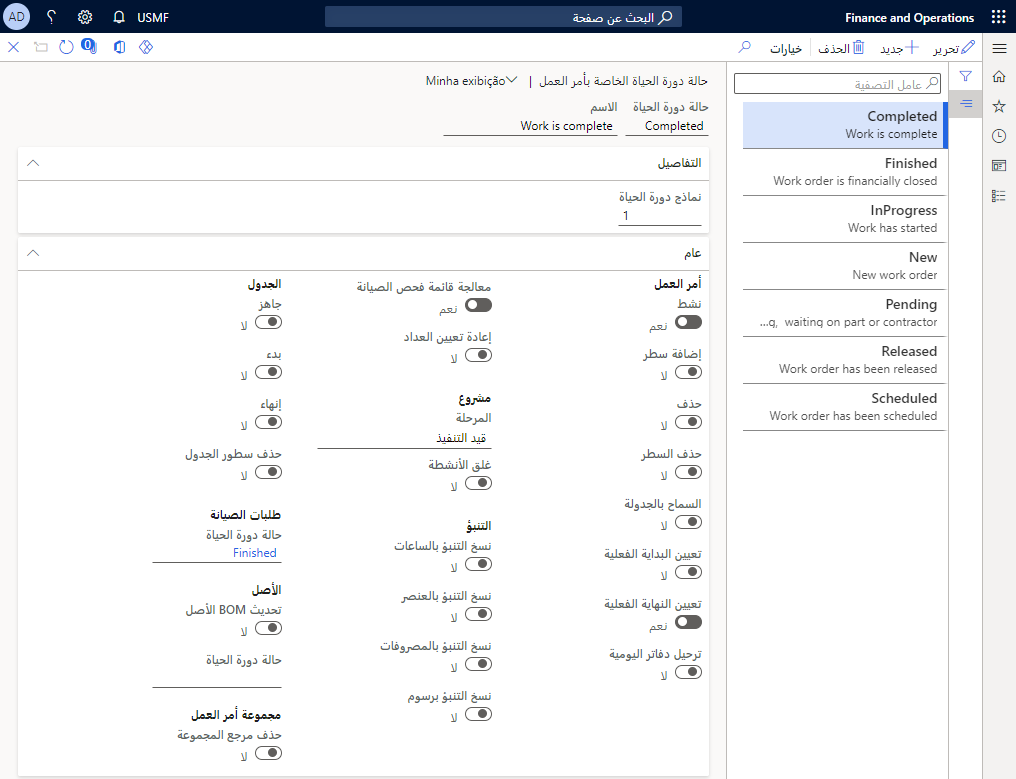 Finance and Operations
البحث عن صفحة
USMF
AD
تحرير
جديد
الحذف
خيارات
0
عامل التصفية
Completed
Work is complete
Finished
Work order is financially closed
InProgress
Work has started
New
New work order
Pending
...q, waiting on part or contractor
Released
Work order has been released
Scheduled
Work order has been scheduled
حالة دورة الحياة الخاصة بأمر العمل | Minha exibição
حالة دورة الحياة
Completed
الاسم
Work is complete
التفاصيل
نماذج دورة الحياة
1
عام
أمر العمل
نشط
نعم
إضافة سطر
لا
حذف
لا
حذف السطر
لا
السماح بالجدولة
لا
تعيين البداية الفعلية
لا
تعيين النهاية الفعلية
نعم
ترحيل دفاتر اليومية
لا
معالجة قائمة فحص الصيانة
نعم
إعادة تعيين العداد
لا
مشروع
المرحلة
قيد التنفيذ
غلق الأنشطة
لا
التنبؤ
نسخ التنبؤ بالساعات
لا
نسخ التنبؤ بالعنصر
لا
نسخ التنبؤ بالمصروفات
لا
نسخ التنبؤ برسوم
لا
الجدول
جاهز
لا
بدء
لا
إنهاء
لا
حذف سطور الجدول
لا
طلبات الصيانة
حالة دورة الحياة
Finished
الأصل
تحديث BOM الأصل
لا
حالة دورة الحياة
مجموعة أمر العمل
حذف مرجع المجموعة
لا